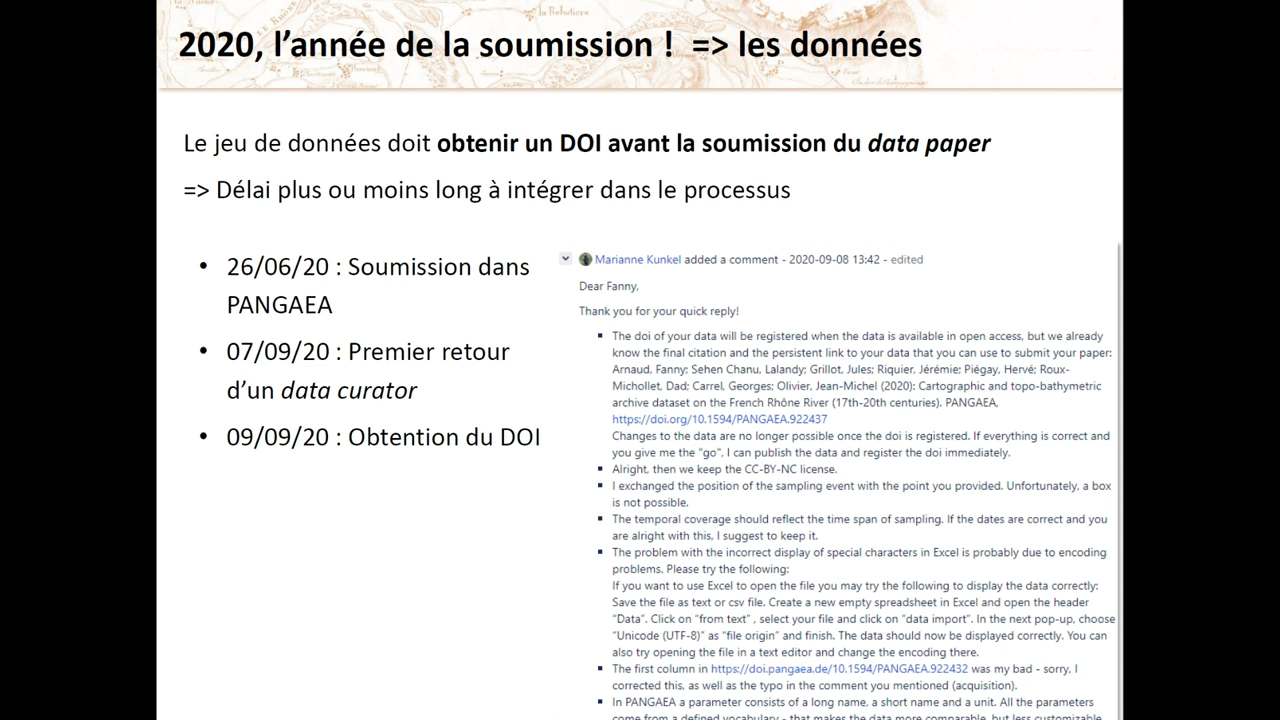 la Robutiere
2020, l'année de la soumission !  => les données
Le jeu de données doit obtenir un DOI avant la soumission du data paper
=> Délai plus ou moins long à intégrer dans le processus
• 26/06/20 : Soumission dans
PANGAEA
• 07/09/20 : Premier retour
d'un data curator
• 09/09/20 : Obtention du DOI
Marianne Kunkel added a comment - 2020-09-08 13:42 - edited
Dear Fanny,
Thank you for your quick reply!
▪ The doi of your data will be registered when the data is available in open access, but we already
know the final citation and the persistent link to your data that you can use to submit your paper:
Arnaud, Fanny; Sehen Chanu, Lalandy; Grillot, Jules; Riquier, Jérémie; Piégay, Hervé; Roux-
Michollet, Dad; Carrel, Georges; Olivier, Jean-Michel (2020): Cartographic and topo-bathymetric
archive dataset on the French Rhône River (17th-20th centuries). PANGAEA,
https://doi.org/10.1594/PANGAEA.922437
Changes to the data are no longer possible once the doi is registered. If everything is correct and
you give me the "go", I can publish the data and register the doi immediately.
▪ Alright, then we keep the CC-BY-NC license.
▪ I exchanged the position of the sampling event with the point you provided. Unfortunately, a box
is not possible.
▪ The temporal coverage should reflect the time span of sampling. If the dates are correct and you
are alright with this, I suggest to keep it.
▪ The problem with the incorrect display of special characters in Excel is probably due to encoding
problems. Please try the following:
If you want to use Excel to open the file you may try the following to display the data correctly:
Save the file as text or csv file. Create a new empty spreadsheet in Excel and open the header
"Data". Click on "from text" , select your file and click on "data import". In the next pop-up, choose
"Unicode (UTF-8)" as "file origin" and finish. The data should now be displayed correctly. You can
also try opening the file in a text editor and change the encoding there.
▪ The first column in https://doi.pangaea.de/10.1594/PANGAEA.922432 was my bad - sorry, I
corrected this, as well as the typo in the comment you mentioned (acquisition).
▪ In PANGAEA a parameter consists of a long name, a short name and a unit. All the parameters
come from a defined vocabulary - that makes the data more comparable, but less customizable